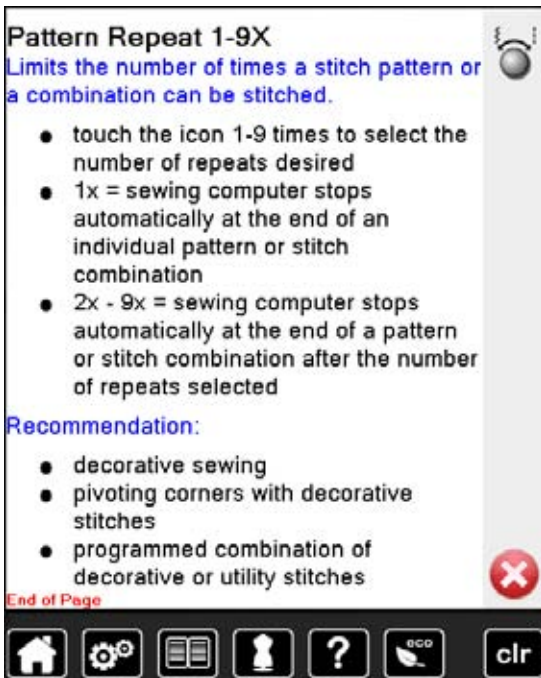 Pattern Repeat 1-9X
Limits the number of times a stitch pattern or
a combination can be stitched.
● touch the icon 1-9 times to select the
number of repeats desired
● 1x = sewing computer stops
automatically at the end of an
individual pattern or stitch
combination
● 2x - 9x = sewing computer stops
automatically at the end of a pattern
or stitch combination after the number
of repeats selected
Recommendation:
● decorative sewing
● pivoting corners with decorative
stitches
● programmed combination of
decorative or utility stitches
End of Page
? eco clr